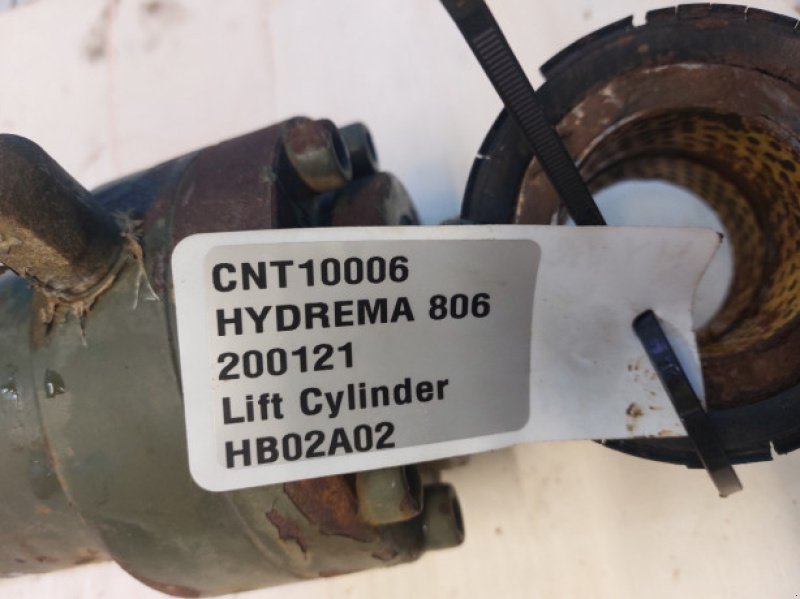 CNT10006
HYDREMA 806
200121
Lift Cylinder
HB02A02